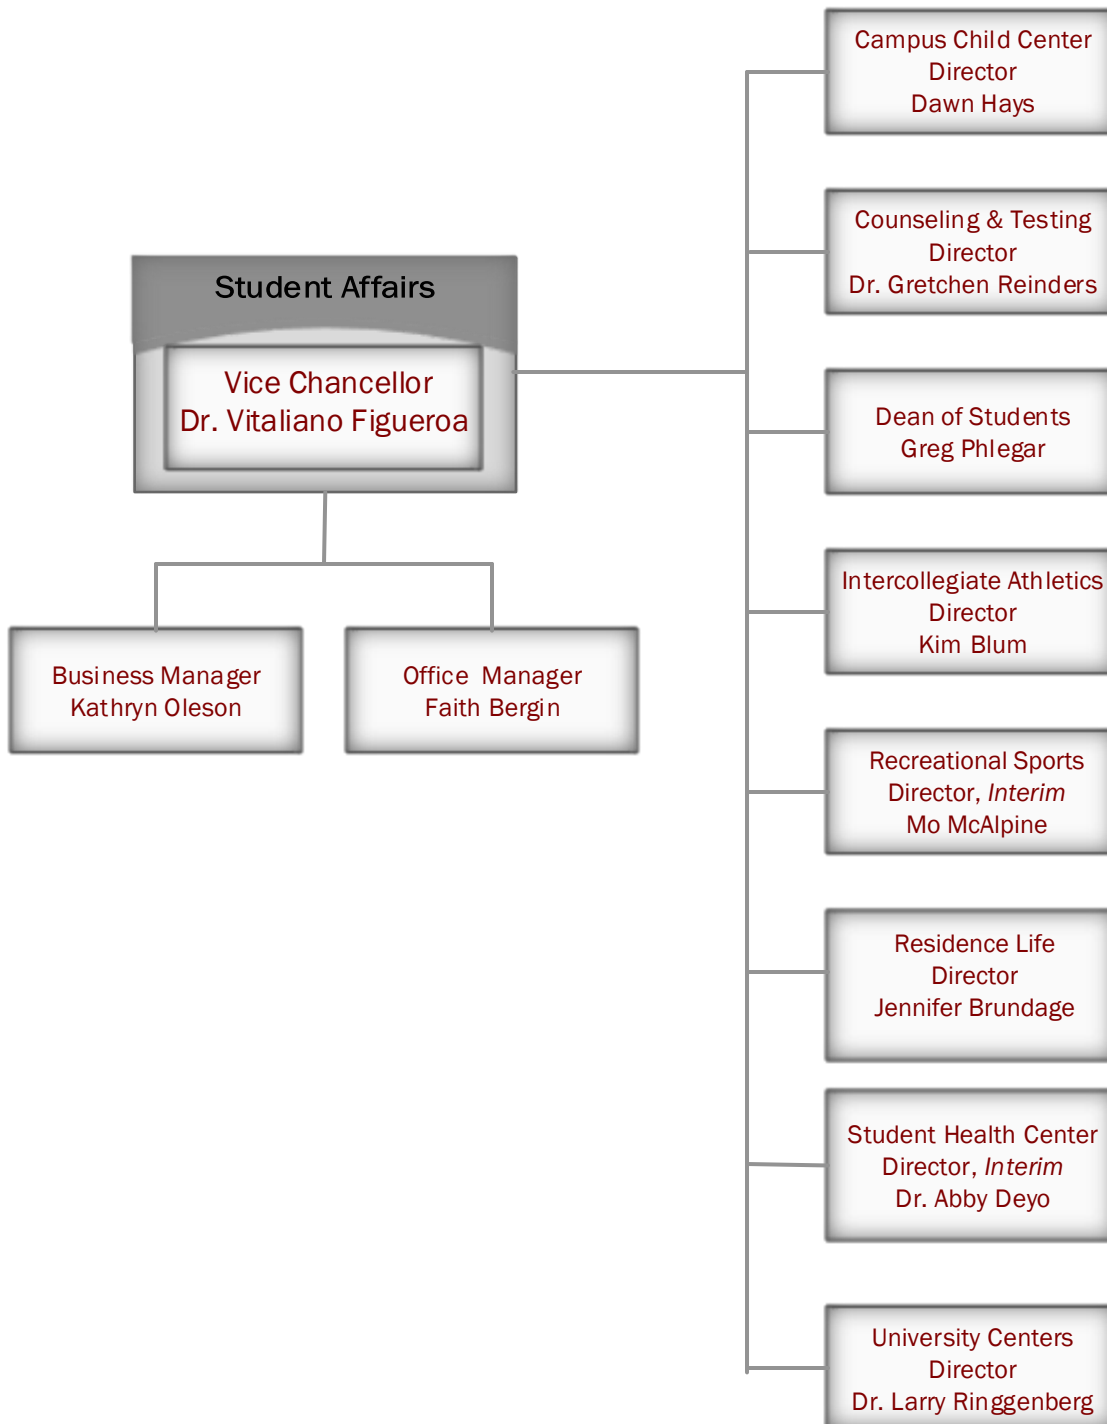 Student Affairs
Vice Chancellor
Dr. Vitaliano Figueroa
Business Manager
Kathryn Oleson
Office Manager
Faith Bergin
Campus Child Center
Director
Dawn Hays
Counseling & Testing
Director
Dr. Gretchen Reinders
Dean of Students
Greg Phlegar
Intercollegiate Athletics
Director
Kim Blum
Recreational Sports
Director, Interim
Mo McAlpine
Residence Life
Director
Jennifer Brundage
Student Health Center
Director, Interim
Dr. Abby Deyo
University Centers
Director
Dr. Larry Ringgenberg